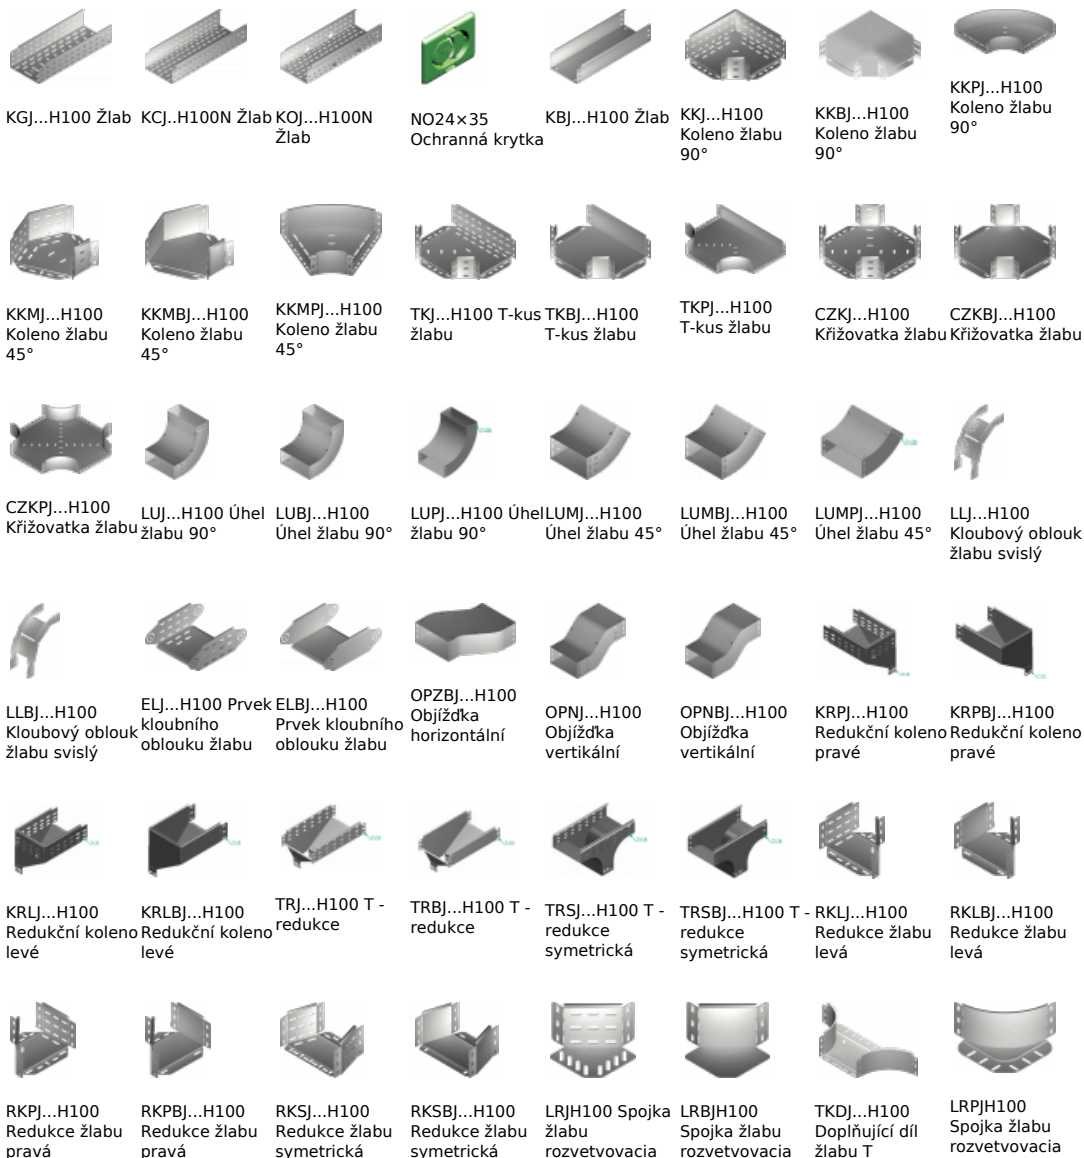 KGJ...H100 Žlab
KCJ..H100N Žlab
KOJ...H100N
Žlab
NO24×35
Ochranná krytka
KBJ...H100 Žlab
KKJ...H100
Koleno žlabu
90°
KKBJ...H100
Koleno žlabu
90°
KKPJ...H100
Koleno žlabu
90°
KKMJ...H100
Koleno žlabu
45°
KKMBJ...H100
Koleno žlabu
45°
KKMPJ...H100
Koleno žlabu
45°
TKJ...H100 T-kus
žlabu
TKBJ...H100
T-kus žlabu
TKPJ...H100
T-kus žlabu
CZKJ...H100
Křižovatka žlabu
CZKBJ...H100
Křižovatka žlabu
CZKPJ...H100
Křižovatka žlabu
LUJ...H100 Úhel
žlabu 90°
LUBJ...H100
Úhel žlabu 90°
LUPJ...H100 Úhel
žlabu 90°
LUMJ...H100
Úhel žlabu 45°
LUMBJ...H100
Úhel žlabu 45°
LUMPJ...H100
Úhel žlabu 45°
LLJ...H100
Kloubový oblouk
žlabu svislý
LLBJ...H100
Kloubový oblouk
žlabu svislý
ELJ...H100 Prvek
kloubního
oblouku žlabu
ELBJ...H100
Prvek kloubního
oblouku žlabu
OPZBJ...H100
Objížďka
horizontální
OPNJ...H100
Objížďka
vertikální
OPNBJ...H100
Objížďka
vertikální
KRPJ...H100
Redukční koleno
pravé
KRPBJ...H100
Redukční koleno
pravé
KRLJ...H100
Redukční koleno
levé
KRLBJ...H100
Redukční koleno
levé
TRJ...H100 T -
redukce
TRBJ...H100 T -
redukce
TRSJ...H100 T -
redukce
symetrická
TRSBJ...H100 T -
redukce
symetrická
RKLJ...H100
Redukce žlabu
levá
RKLBJ...H100
Redukce žlabu
levá
RKPJ...H100
Redukce žlabu
pravá
RKPBJ...H100
Redukce žlabu
pravá
RKSJ...H100
Redukce žlabu
symetrická
RKSBJ...H100
Redukce žlabu
symetrická
LRJH100 Spojka
žlabu
rozvetvovacia
LRBJH100
Spojka žlabu
rozvetvovacia
TKDJ...H100
Doplňující díl
žlabu T
LRPJH100
Spojka žlabu
rozvetvovacia